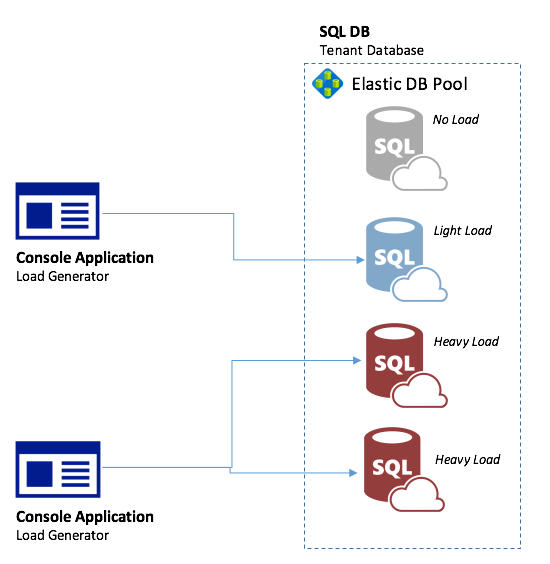 SQL DB
Tenant Database
Elastic DB Pool
No Load
SQL
Light Load
SQL
Console Application
Load Generator
Heavy Load
SQL
Heavy Load
SQL
Console Application
Load Generator